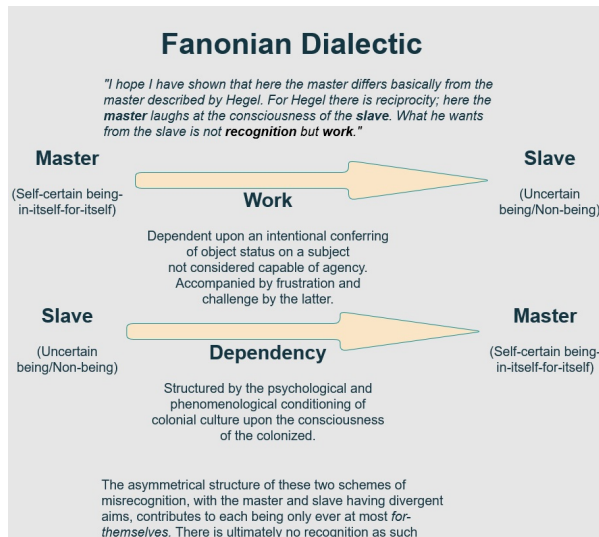 Fanonian Dialectic
"I hope I have shown that here the master differs basically from the
master described by Hegel. For Hegel there is reciprocity; here the
master laughs at the consciousness of the slave. What he wants
from the slave is not recognition but work."
Master
(Self-certain being-
in-itself-for-itself)
Slave
(Uncertain
being/Non-being)
Work
Dependent upon an intentional conferring
of object status on a subject
not considered capable of agency.
Accompanied by frustration and
challenge by the latter.
Slave
(Uncertain
being/Non-being)
Master
(Self-certain being-
in-itself-for-itself)
Dependency
Structured by the psychological and
phenomenological conditioning of
colonial culture upon the consciousness
of the colonized.
The asymmetrical structure of these two schemes of
misrecognition, with the master and slave having divergent
aims, contributes to each being only ever at most for-
themselves. There is ultimately no recognition as such